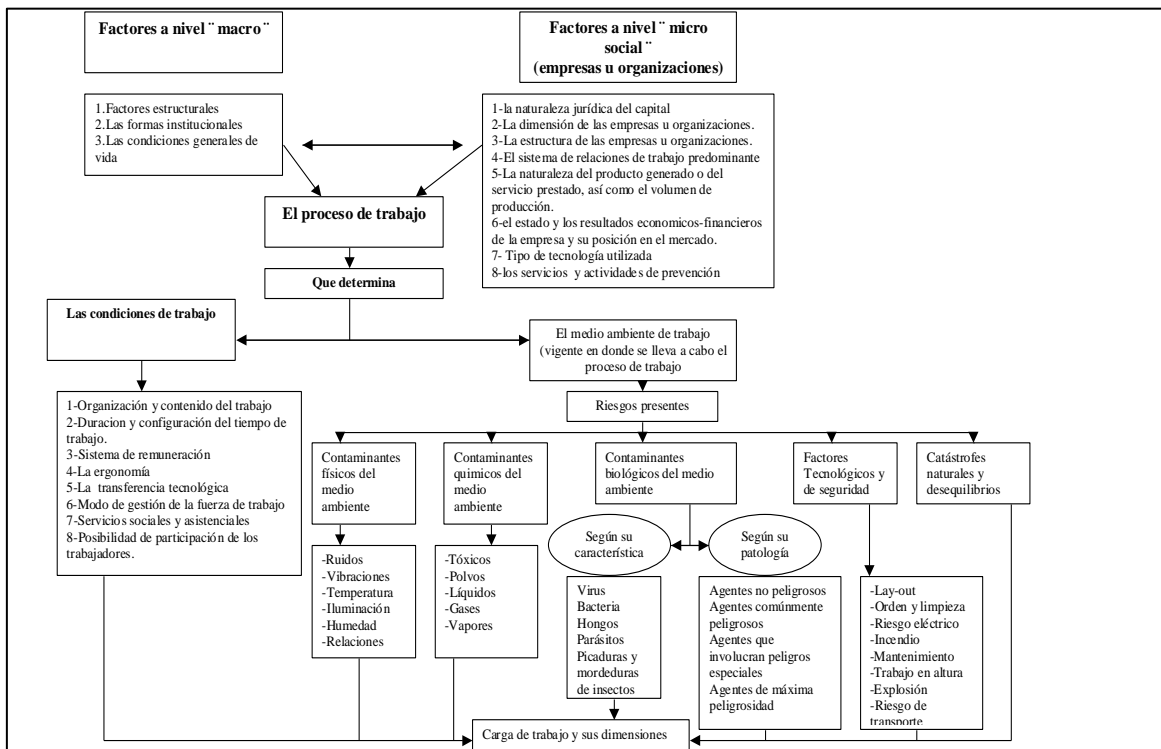 Factores a nivel ¨ macro¨
Factores a nivel ¨ micro
social¨
(empresas u organizaciones)
1.Factores estructurales
2.Las formas institucionales
3.Las condiciones generales de
vida
1-la naturaleza jurídica del capital
2-La dimensión de las empresas u organizaciones.
3-La estructura de las empresas u organizaciones.
4-El sistema de relaciones de trabajo predominante
5-La naturaleza del producto generado o del
servicio prestado, así como el volumen de
producción.
6-el estado y los resultados economicos-financieros
de la empresa y su posición en el mercado.
7- Tipo de tecnología utilizada
8-los servicios y actividades de prevención
El proceso de trabajo
Que determina
Las condiciones de trabajo
El medio ambiente de trabajo
(vigente en donde se lleva a cabo el
proceso de trabajo
1-Organización y contenido del trabajo
2-Duracion y configuración del tiempo de
trabajo.
3-Sistema de remuneración
4-La ergonomía
5-La transferencia tecnológica
6-Modo de gestión de la fuerza de trabajo
7-Servicios sociales y asistenciales
8-Posibilidad de participación de los
trabajadores.
Riesgos presentes
Contaminantes
físicos del
medio
ambiente
Contaminantes
quimicos del
medio
ambiente
Contaminantes
biológicos del medio
ambiente
Factores
Tecnológicos y
de seguridad
Catástrofes
naturales y
desequilibrios
Según su
característica
Según su
patología
-Ruidos
-Vibraciones
-Temperatura
-Iluminación
-Humedad
-Relaciones
-Tóxicos
-Polvos
-Líquidos
-Gases
-Vapores
Virus
Bacteria
Hongos
Parásitos
Picaduras y
mordeduras
de insectos
Agentes no peligrosos
Agentes comúnmente
peligrosos
Agentes que
involucran peligros
especiales
Agentes de máxima
peligrosidad
-Lay-out
-Orden y limpieza
-Riesgo eléctrico
-Incendio
-Mantenimiento
-Trabajo en altura
-Explosión
-Riesgo de
transporte
Carga de trabajo y sus dimensiones